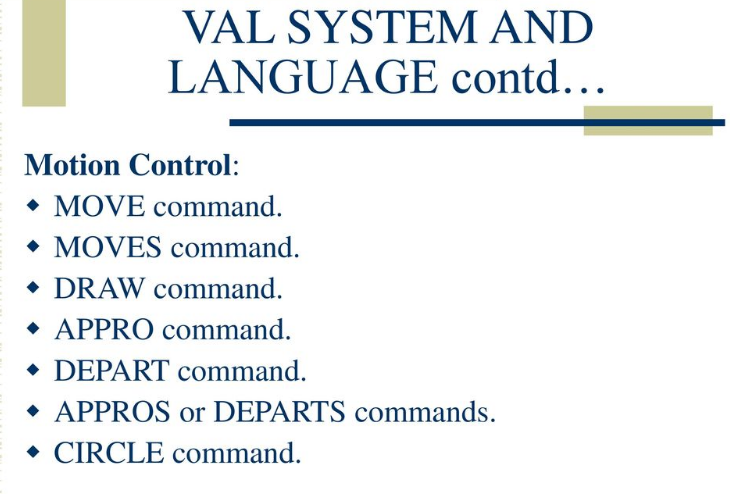 VAL SYSTEM AND
LANGUAGE contd…
Motion Control:
◆ MOVE command.
◆ MOVES command.
◆ DRAW command.
◆ APPRO command.
◆ DEPART command.
◆ APPROS or DEPARTS commands.
◆ CIRCLE command.